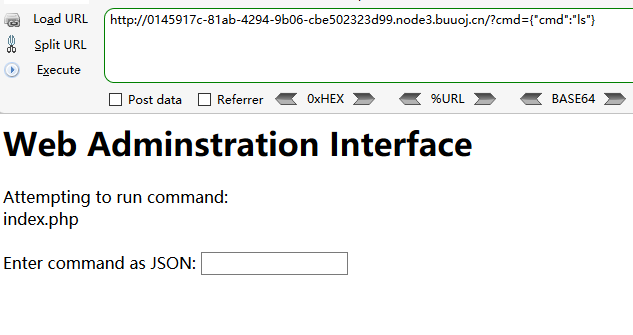 Load URL
http://0145917c-81ab-4294-9b06-cbe502323d99.node3.buuoj.cn/?cmd={"cmd":"ls"}
Split URL
Execute
Post data Referrer 0xHEX %URL BASE64
Web Adminstration Interface
Attempting to run command:
index.php
Enter command as JSON: